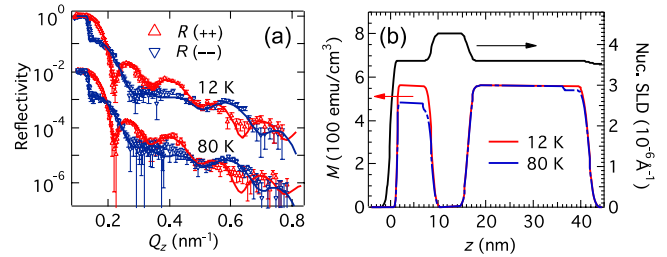 (a)
R (++)
R (−−)
12 K
80 K
Reflectivity
10^0
10^-2
10^-4
10^-6
0.2
0.4
0.6
0.8
Q_z (nm^-1)
(b)
M (100 emu/cm^3)
8
6
4
2
0
12 K
80 K
0
10
20
30
40
z (nm)
4
3
2
1
0
Nuc. SLD (10^-6 Å^-2)